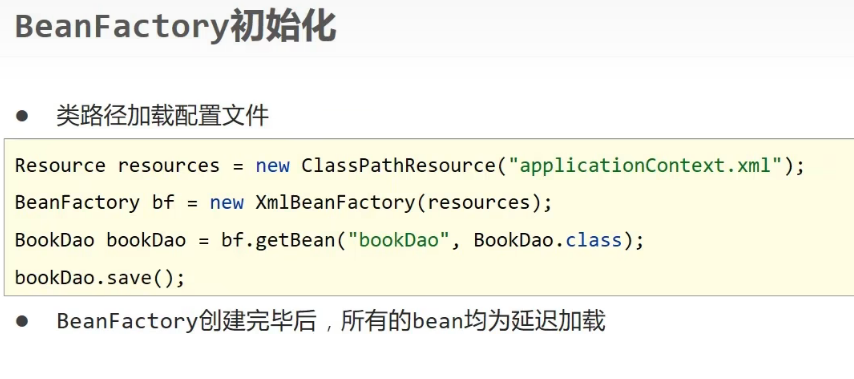 BeanFactory初始化
● 类路径加载配置文件
Resource resources = new ClassPathResource("applicationContext.xml");
BeanFactory bf = new XmlBeanFactory(resources);
BookDao bookDao = bf.getBean("bookDao", BookDao.class);
bookDao.save();
● BeanFactory创建完毕后，所有的bean均为延迟加载